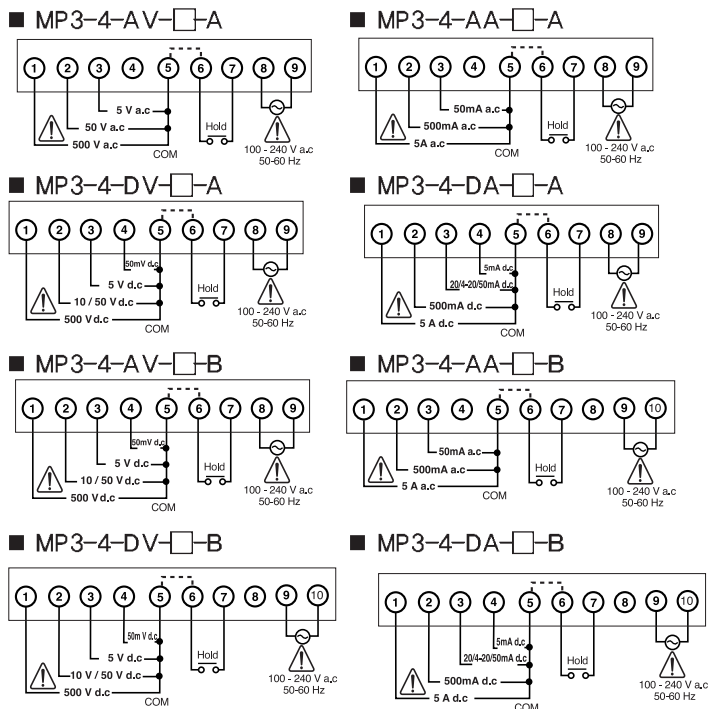 ■ MP3-4-AV-□-A
1 2 3 4 5 6 7 8 9
5 V a.c
50 V a.c
500 V a.c
COM
Hold
100 - 240 V a.c
50-60 Hz
■ MP3-4-AA-□-A
1 2 3 4 5 6 7 8 9
50mA a.c
500mA a.c
5A a.c
COM
Hold
100 - 240 V a.c
50-60 Hz
■ MP3-4-DV-□-A
1 2 3 4 5 6 7 8 9
50mV d.c
5 V d.c
10 / 50 V d.c
500 V d.c
COM
Hold
100 - 240 V a.c
50-60 Hz
■ MP3-4-DA-□-A
1 2 3 4 5 6 7 8 9
5mA d.c
20/4-20/50mA d.c
500mA d.c
5 A d.c
COM
Hold
100 - 240 V a.c
50-60 Hz
■ MP3-4-AV-□-B
1 2 3 4 5 6 7 8 9
50mV d.c
5 V d.c
10 / 50 V d.c
500 V d.c
COM
Hold
100 - 240 V a.c
50-60 Hz
■ MP3-4-AA-□-B
1 2 3 4 5 6 7 8 9 10
50mA a.c
500mA a.c
5 A a.c
COM
Hold
100 - 240 V a.c
50-60 Hz
■ MP3-4-DV-□-B
1 2 3 4 5 6 7 8 9 10
50m V d.c
5 V d.c
10 V / 50 V d.c
500 V d.c
COM
Hold
100 - 240 V a.c
50-60 Hz
■ MP3-4-DA-□-B
1 2 3 4 5 6 7 8 9 10
5mA d.c
20/4-20/50mA d.c
500mA d.c
5 A d.c
COM
Hold
100 - 240 V a.c
50-60 Hz